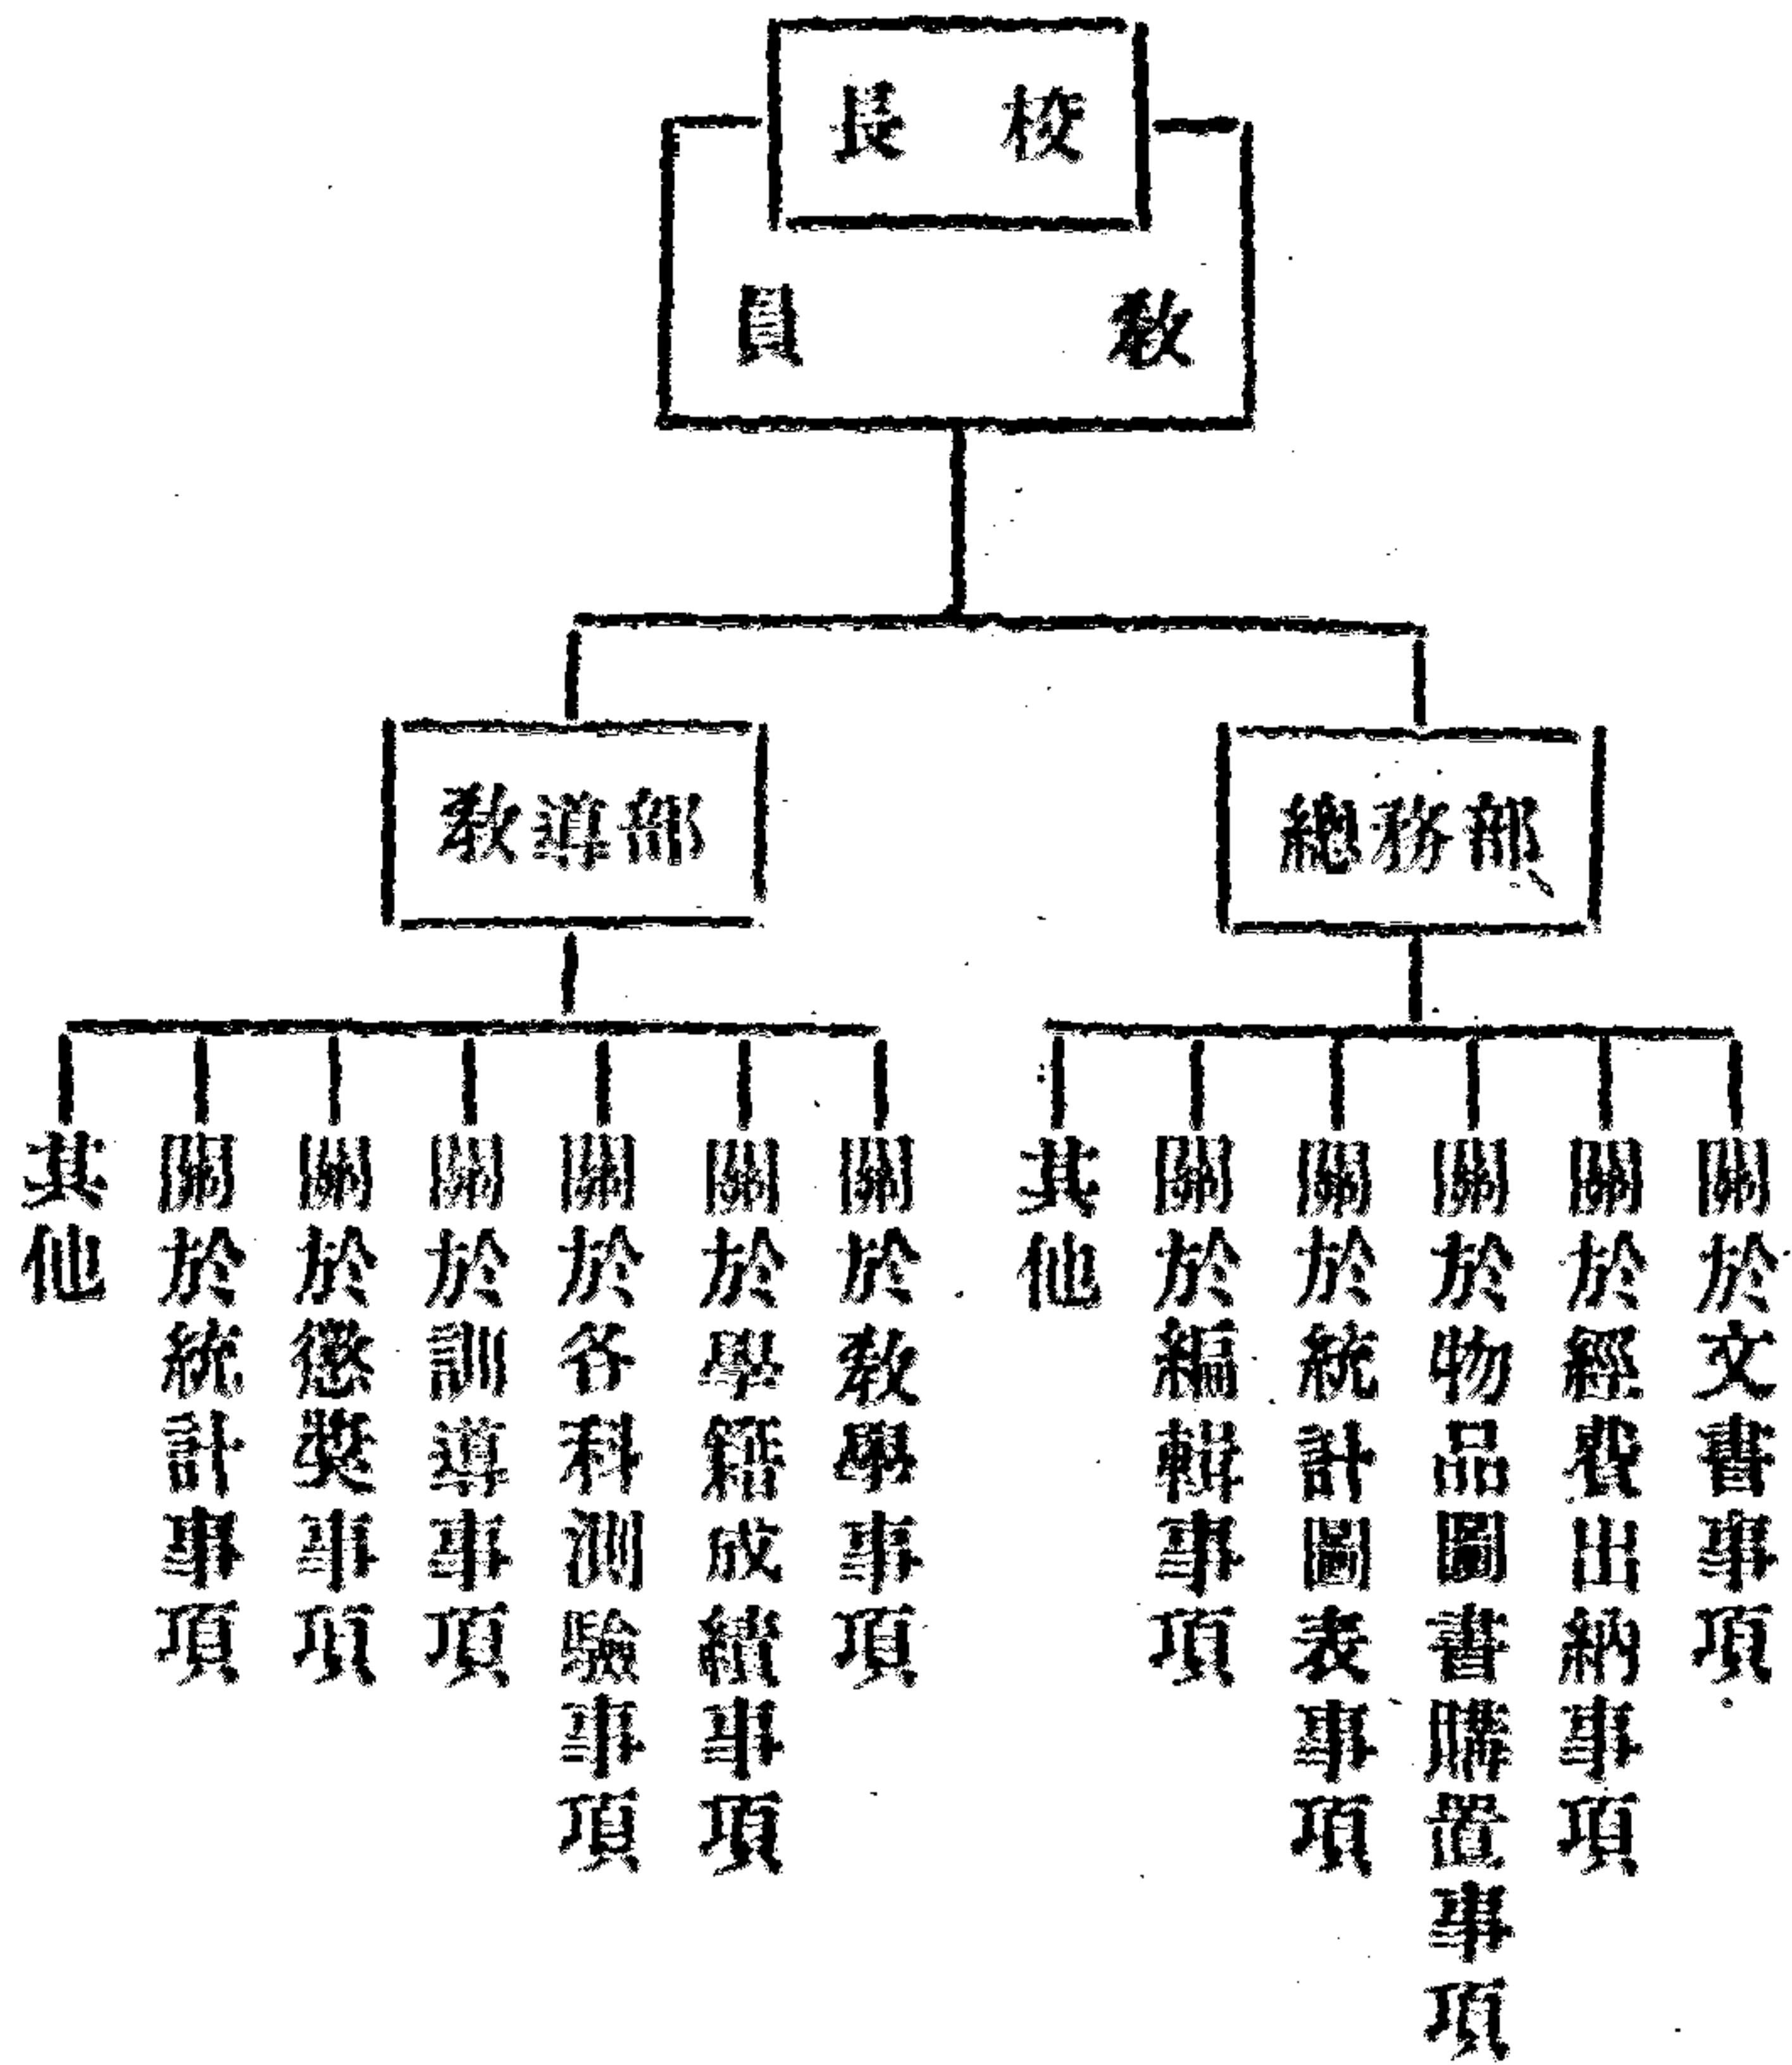 校長
教員
總務部
教導部
關於文書事項
關於經費出納事項
關於物品圖書購置事項
關於統計圖表事項
關於編輯事項
其他
關於教學事項
關於學籍成績事項
關於各科測驗事項
關於訓導事項
關於懲獎事項
關於統計事項
其他